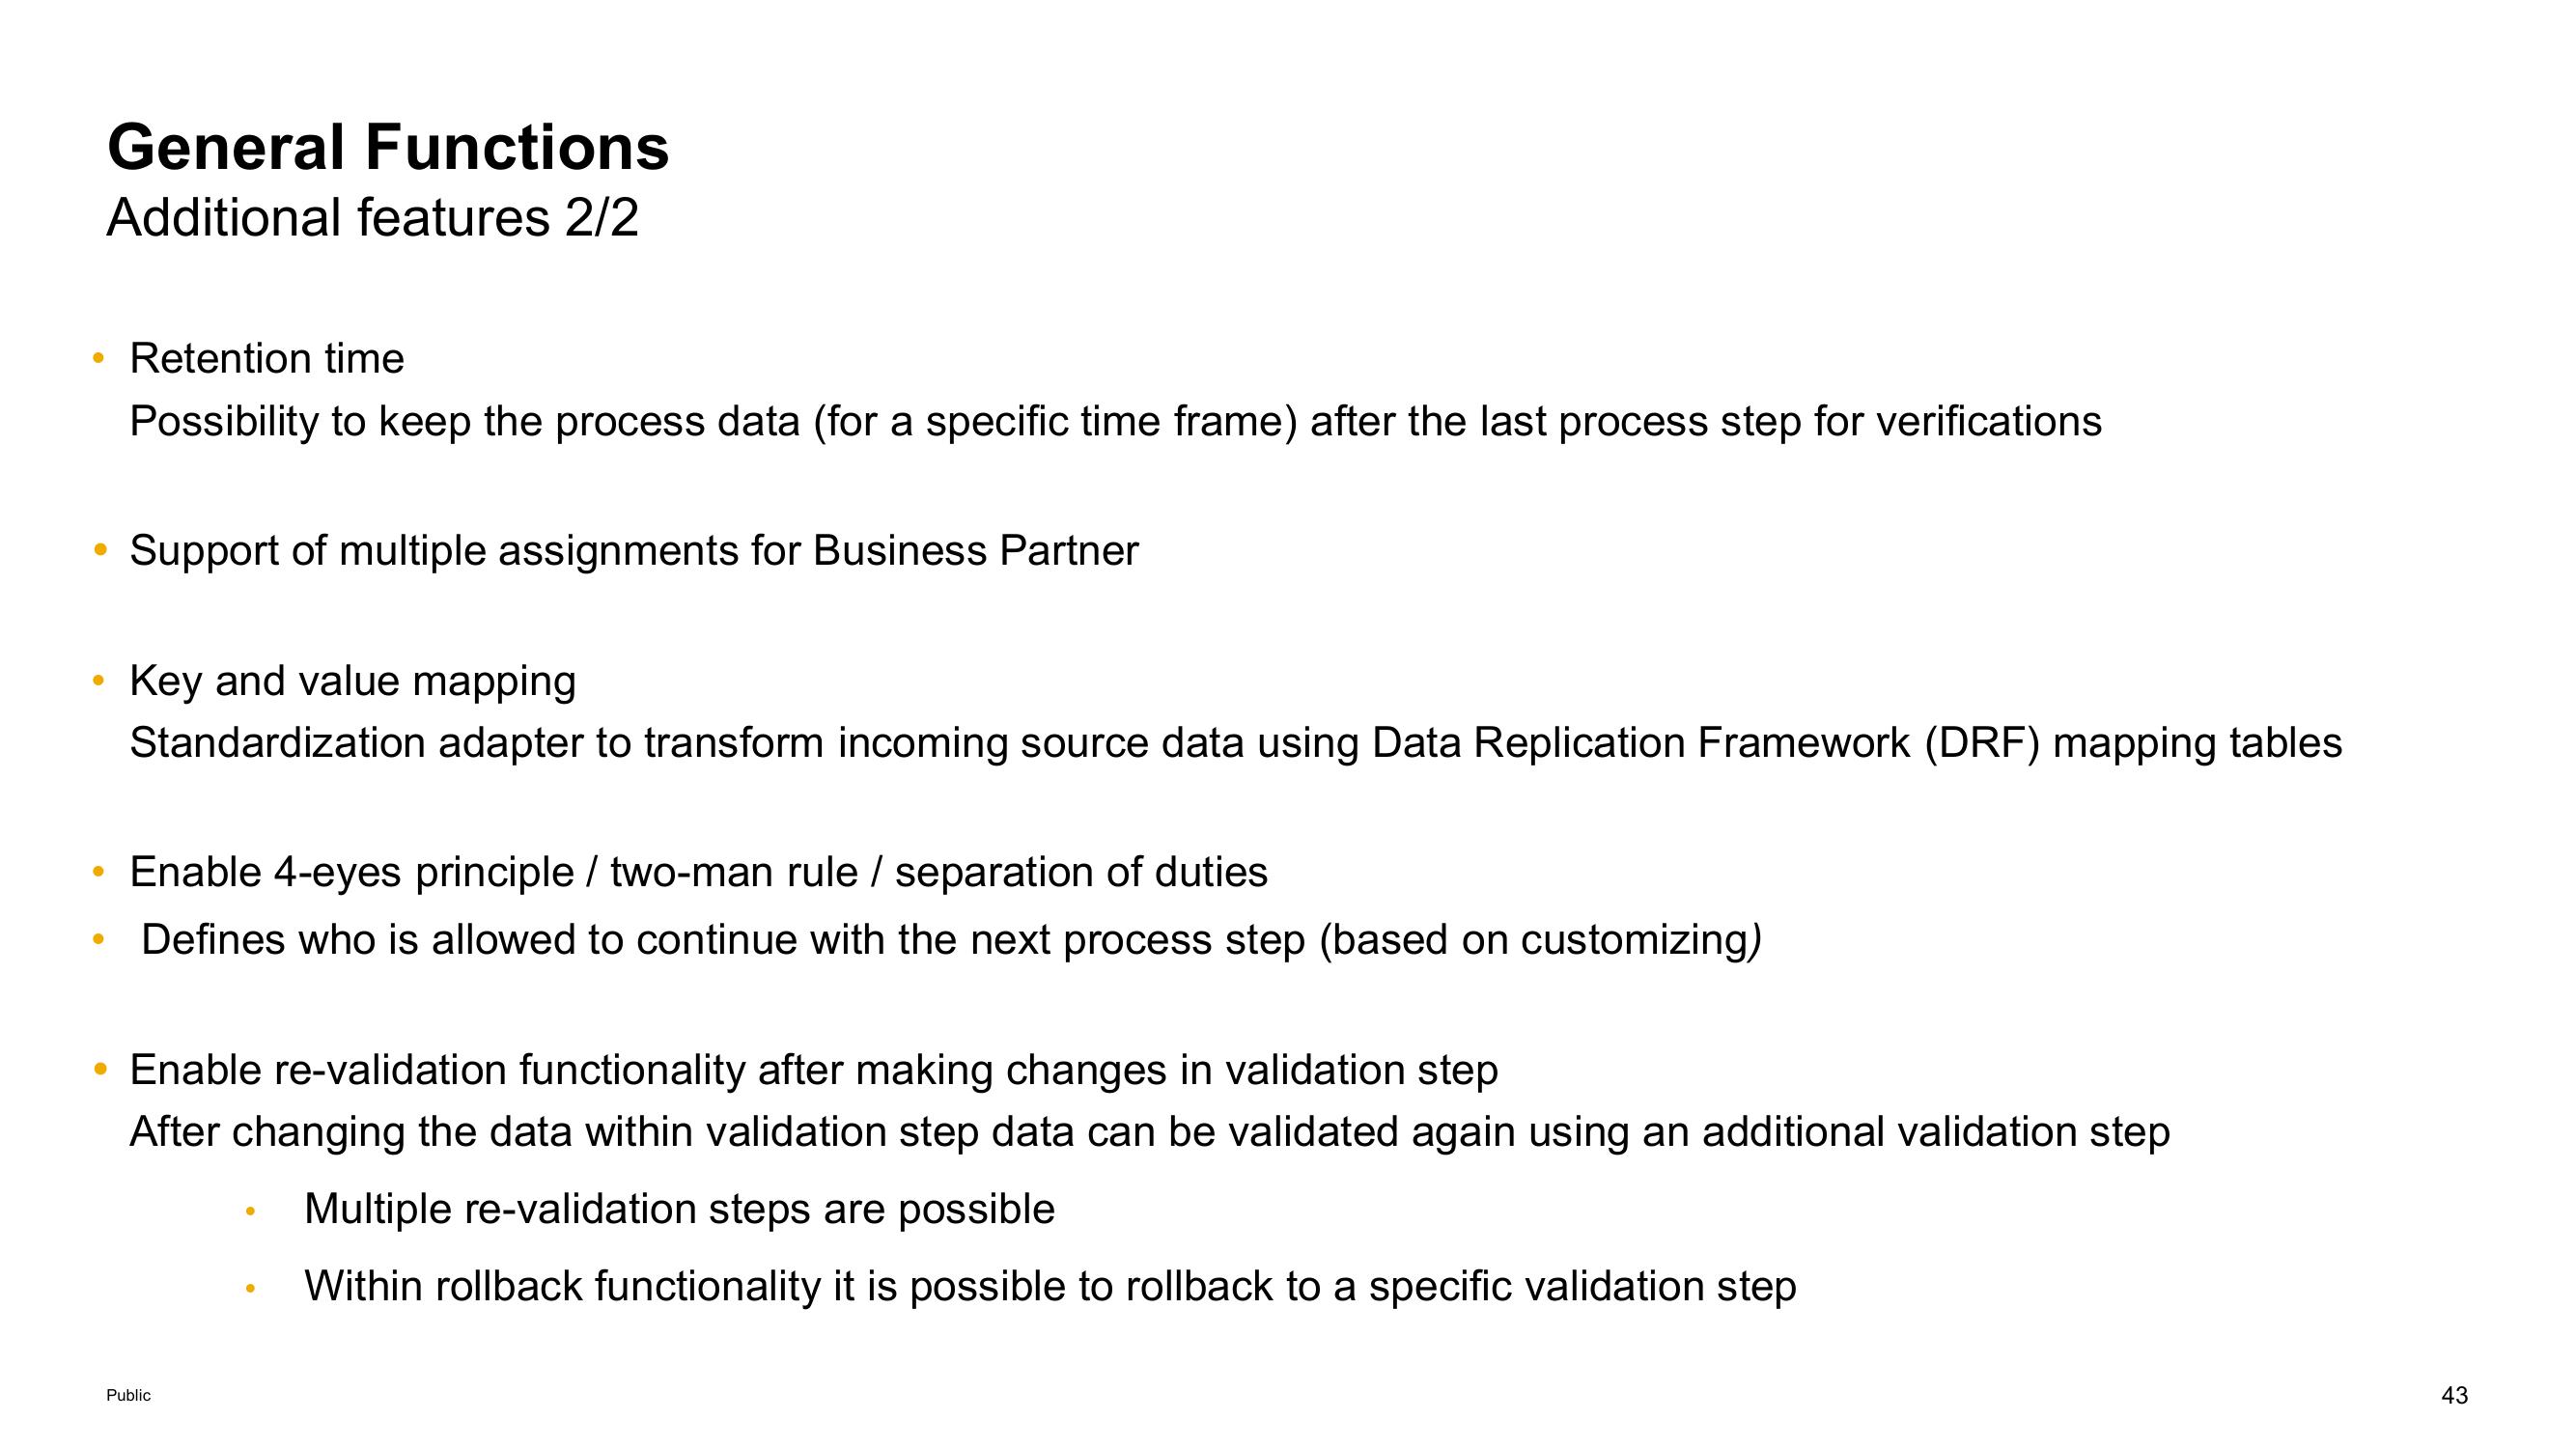 General Functions
Additional features 2/2
• Retention time
Possibility to keep the process data (for a specific time frame) after the last process step for verifications
• Support of multiple assignments for Business Partner
• Key and value mapping
Standardization adapter to transform incoming source data using Data Replication Framework (DRF) mapping tables
• Enable 4-eyes principle / two-man rule / separation of duties
• Defines who is allowed to continue with the next process step (based on customizing)
• Enable re-validation functionality after making changes in validation step
After changing the data within validation step data can be validated again using an additional validation step
• Multiple re-validation steps are possible
• Within rollback functionality it is possible to rollback to a specific validation step
Public
43